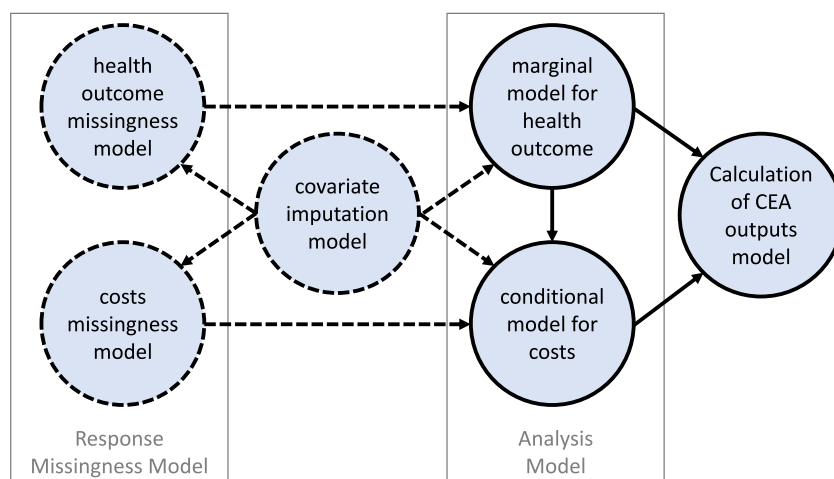 health
outcome
missingness
model
costs
missingness
model
Response
Missingness Model
covariate
imputation
model
marginal
model for
health
outcome
conditional
model for
costs
Analysis
Model
Calculation
of CEA
outputs
model